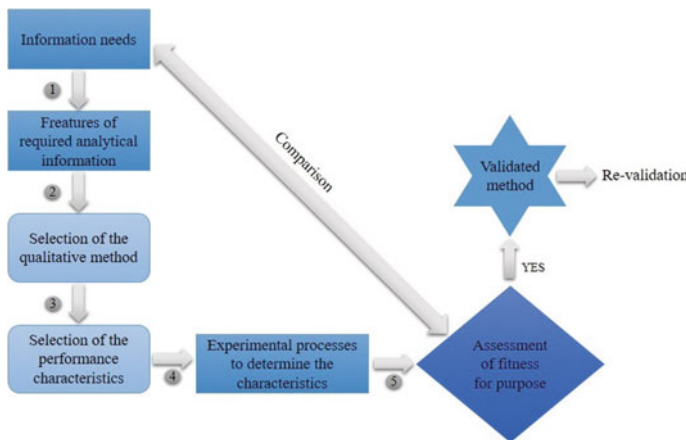 Information needs
1
Freatures of
required analytical
information
2
Selection of the
qualitative method
3
Selection of the
performance
characteristics
4
Experimental processes
to determine the
characteristics
5
Assessment
of fitness
for purpose
Comparison
YES
Validated
method
Re-validation